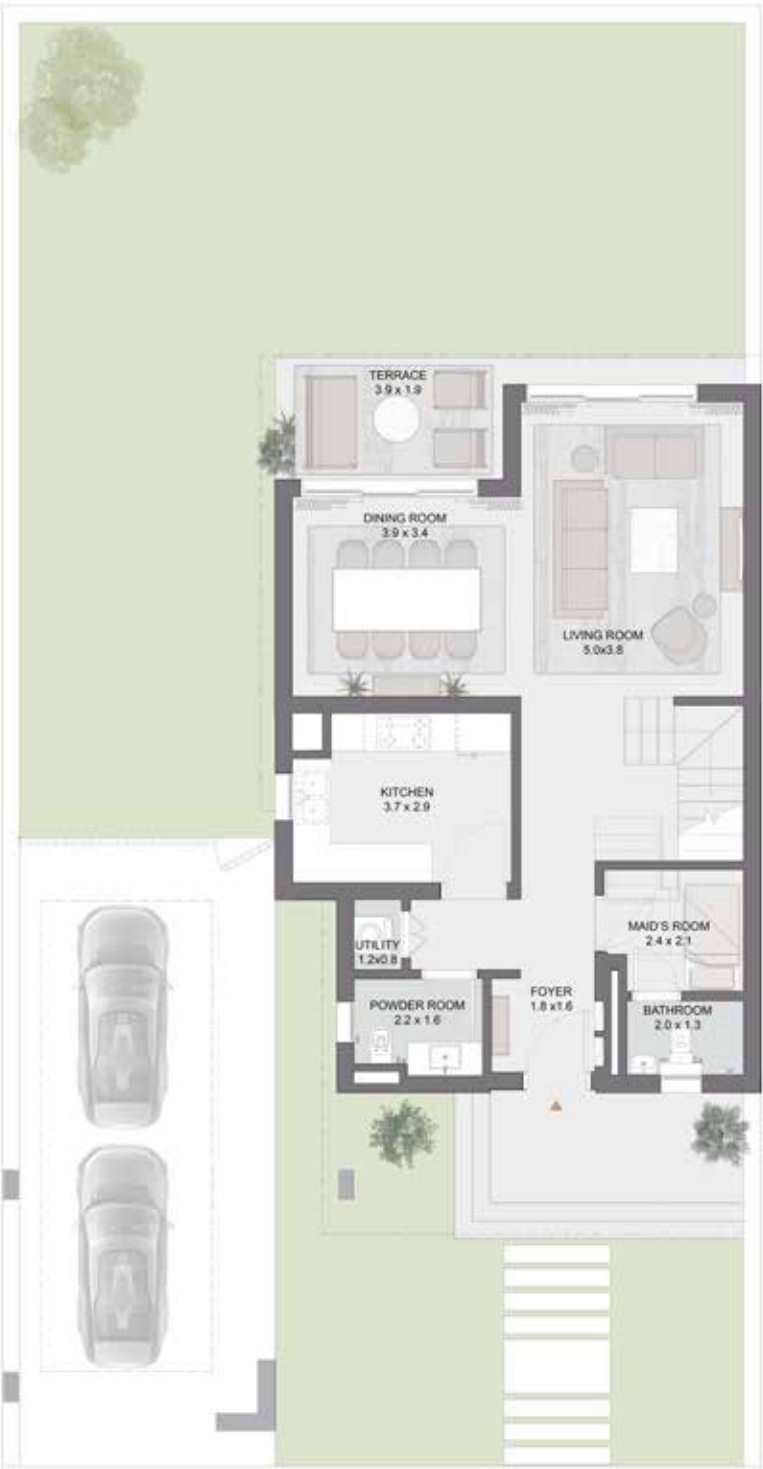 TERRACE
3.9 x 1.9
DINING ROOM
3.9 x 3.4
LIVING ROOM
5.0x3.8
KITCHEN
3.7 x 2.9
MAID'S ROOM
2.4 x 2.1
UTILITY
1.2x0.8
FOYER
1.8 x1.6
POWDER ROOM
2.2 x 1.6
BATHROOM
2.0 x 1.3